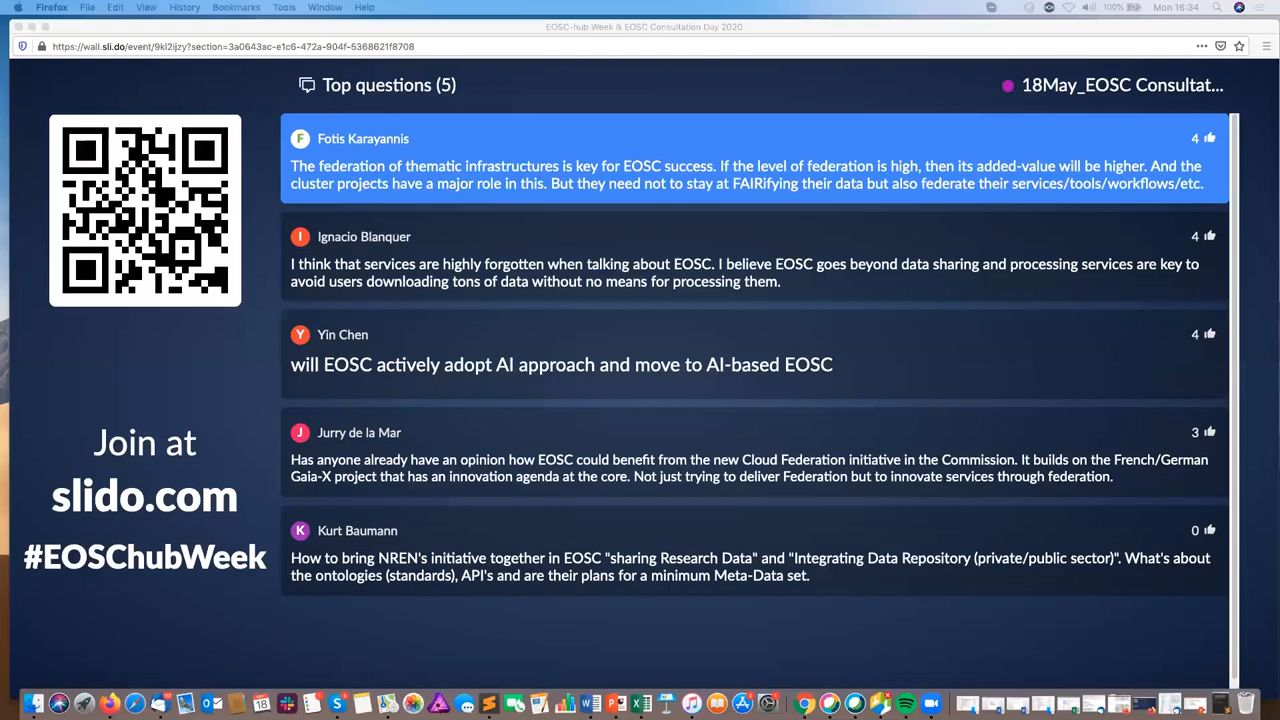 Firefox File Edit View History Bookmarks Tools Window Help 100% Mon 16:34
EOSC-hub Week & EOSC Consultation Day 2020
https://wall.sli.do/event/9kl2ijzy?section=3a0643ac-e1c6-472a-904f-5368621f8708
Top questions (5)
18May_EOSC Consultat...
F Fotis Karayannis 4
The federation of thematic infrastructures is key for EOSC success. If the level of federation is high, then its added-value will be higher. And the
cluster projects have a major role in this. But they need not to stay at FAIRifying their data but also federate their services/tools/workflows/etc.
I Ignacio Blanquer 4
I think that services are highly forgotten when talking about EOSC. I believe EOSC goes beyond data sharing and processing services are key to
avoid users downloading tons of data without no means for processing them.
Y Yin Chen 4
will EOSC actively adopt AI approach and move to AI-based EOSC
J Jurry de la Mar 3
Has anyone already have an opinion how EOSC could benefit from the new Cloud Federation initiative in the Commission. It builds on the French/German
Gaia-X project that has an innovation agenda at the core. Not just trying to deliver Federation but to innovate services through federation.
K Kurt Baumann 0
How to bring NREN's initiative together in EOSC "sharing Research Data" and "Integrating Data Repository (private/public sector)". What's about
the ontologies (standards), API's and are their plans for a minimum Meta-Data set.
Join at
slido.com
#EOSChubWeek
18